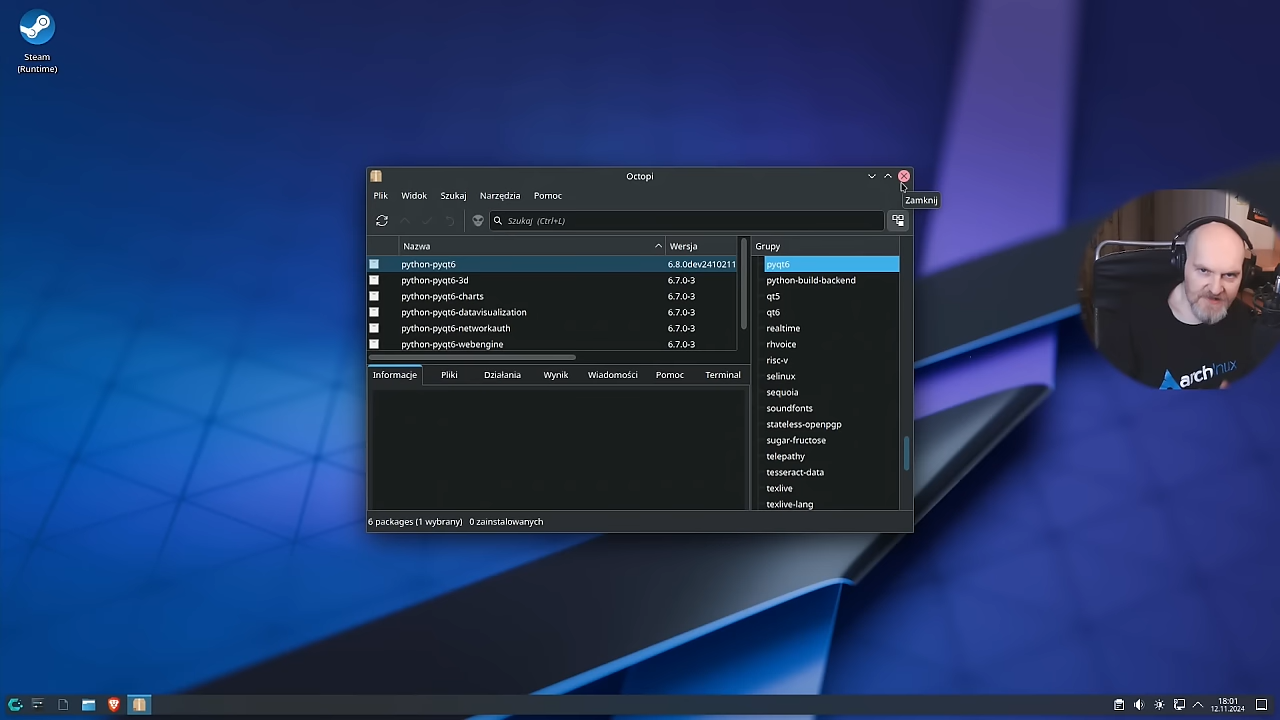 Steam
(Runtime)
Octopi
Zamknij
Plik Widok Szukaj Narzędzia Pomoc
Szukaj (Ctrl+L)
Nazwa Wersja Grupy
python-pyqt6 6.8.0dev2410211 pyqt6
python-pyqt6-3d 6.7.0-3 python-build-backend
python-pyqt6-charts 6.7.0-3 qt5
python-pyqt6-datavisualization 6.7.0-3 qt6
python-pyqt6-networkauth 6.7.0-3 realtime
python-pyqt6-webengine 6.7.0-3 rhvoice
risc-v
Informacje Pliki Działania Wynik Wiadomości Pomoc Terminal selinux
sequoia
soundfonts
stateless-openpgp
sugar-fructose
telepathy
tesseract-data
texlive
texlive-lang
6 packages (1 wybrany) 0 zainstalowanych
arch linux
18:01
12.11.2024